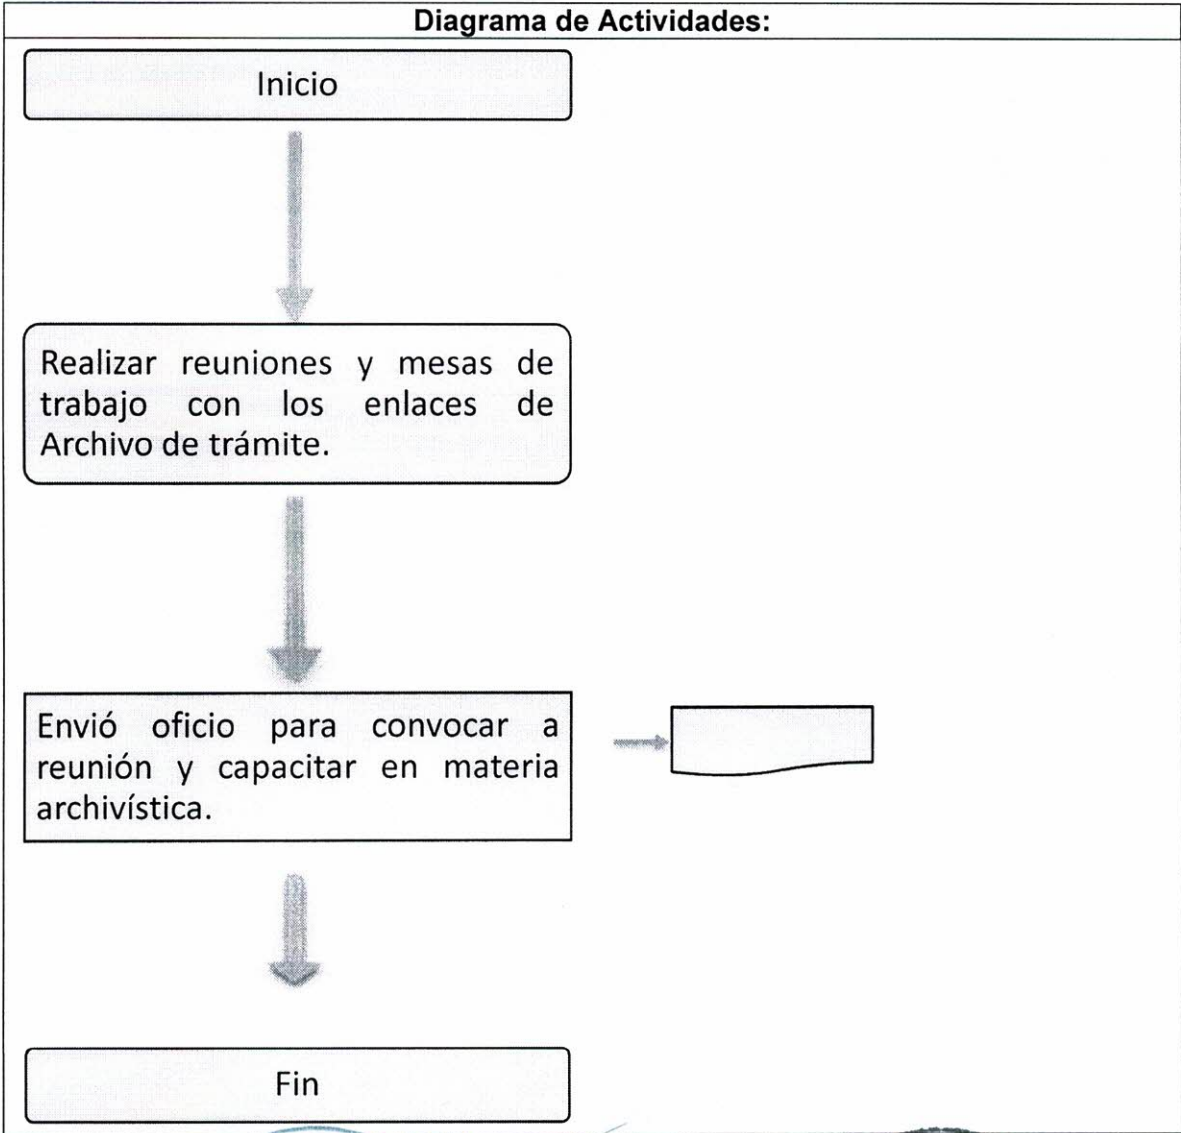 Diagrama de Actividades:
Inicio
Realizar reuniones y mesas de
trabajo con los enlaces de
Archivo de trámite.
Envió oficio para convocar a
reunión y capacitar en materia
archivística.
Fin